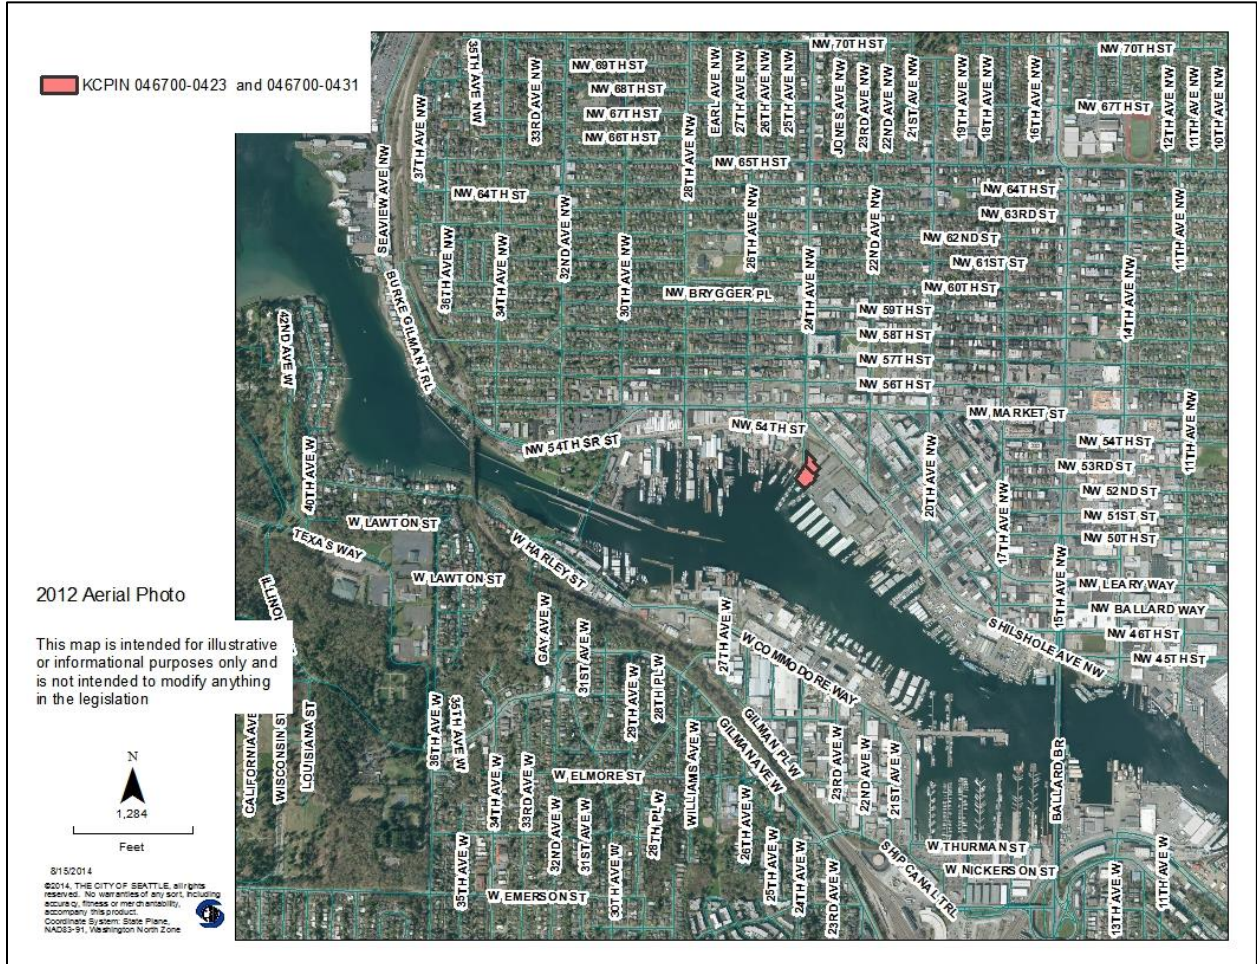 KCPIN 046700-0423 and 046700-0431
NW 70TH ST
NW 70TH ST
35TH AVE NW
33RD AVE NW
NW 69TH ST
NW 68TH ST
NW 67TH ST
NW 66TH ST
EARL AVE NW
27TH AVE NW
26TH AVE NW
25TH AVE NW
JONES AVE NW
23RD AVE NW
22ND AVE NW
21ST AVE NW
19TH AVE NW
18TH AVE NW
16TH AVE NW
NW 67TH ST
12TH AVE NW
11TH AVE NW
10TH AVE NW
37TH AVE NW
28TH AVE NW
NW 65TH ST
SEAVIEW AVE NW
NW 64TH ST
NW 64TH ST
NW 63RD ST
NW 62ND ST
NW 61ST ST
NW 60TH ST
32ND AVE NW
26TH AVE NW
22ND AVE NW
11TH AVE NW
36TH AVE NW
34TH AVE NW
30TH AVE NW
24TH AVE NW
14TH AVE NW
NW BRYGGER PL
BURKE GILMAN TRL
NW 59TH ST
NW 58TH ST
NW 57TH ST
NW 56TH ST
42ND AVE W
NW MARKET ST
11TH AVE NW
NW 54TH ST
NW 54TH SR ST
NW 54TH ST
NW 53RD ST
NW 52ND ST
NW 51ST ST
NW 50TH ST
20TH AVE NW
17TH AVE NW
40TH AVE W
W LAWTON ST
TEXAS WAY
W LAWTON ST
W HARLEY ST
15TH AVE NW
NW LEARY WAY
NW BALLARD WAY
NW 46TH ST
NW 45TH ST
SHILSHOLE AVE NW
2012 Aerial Photo
This map is intended for illustrative
or informational purposes only and
is not intended to modify anything
in the legislation
GAY AVE W
31ST AVE W
29TH AVE W
28TH PL W
27TH AVE W
W COMMODORE WAY
GILMAN PL W
GILMAN AVE W
CALIFORNIA AVE
WISCONSIN ST
LOUISIANA ST
36TH AVE W
35TH AVE W
34TH AVE W
33RD AVE W
W ELMORE ST
WILLIAMS AVE W
23RD AVE W
22ND AVE W
21ST AVE W
BALLARD BR
N
1,284
Feet
32ND AVE W
31ST AVE W
28TH PL W
26TH AVE W
25TH AVE W
24TH AVE W
23RD AVE W
35TH AVE W
30TH AVE W
W EMERSON ST
SHIP CANAL TRL
W THURMAN ST
W NICKERSON ST
13TH AVE W
11TH AVE W
8/15/2014
©2014, THE CITY OF SEATTLE, all rights
reserved. No warranties of any sort, including
accuracy, fitness or merchantability,
accompany this product.
Coordinate System: State Plane,
NAD83-91, Washington North Zone